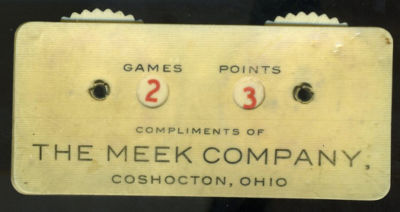 GAMES POINTS
2 3
COMPLIMENTS OF
THE MEEK COMPANY
COSHOCTON, OHIO